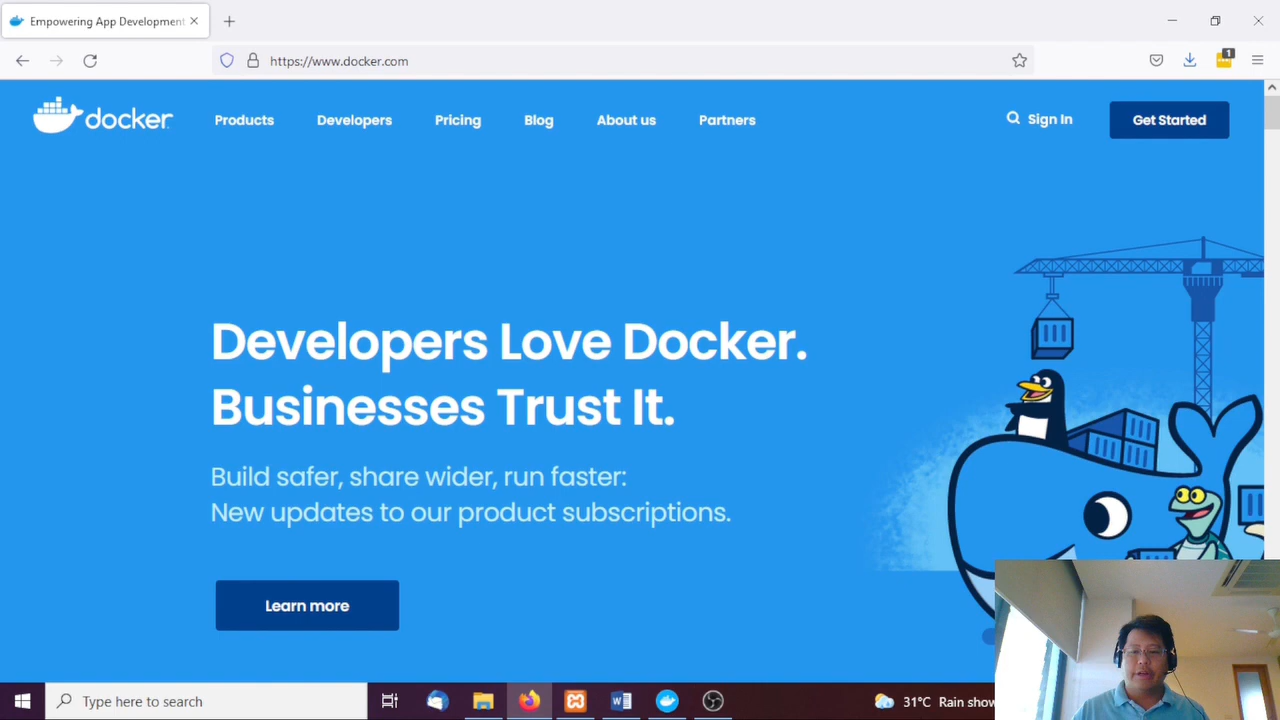 Empowering App Development
https://www.docker.com
1
docker
Products
Developers
Pricing
Blog
About us
Partners
Sign In
Get Started
Developers Love Docker.
Businesses Trust It.
Build safer, share wider, run faster:
New updates to our product subscriptions.
Learn more
Type here to search
31°C Rain show